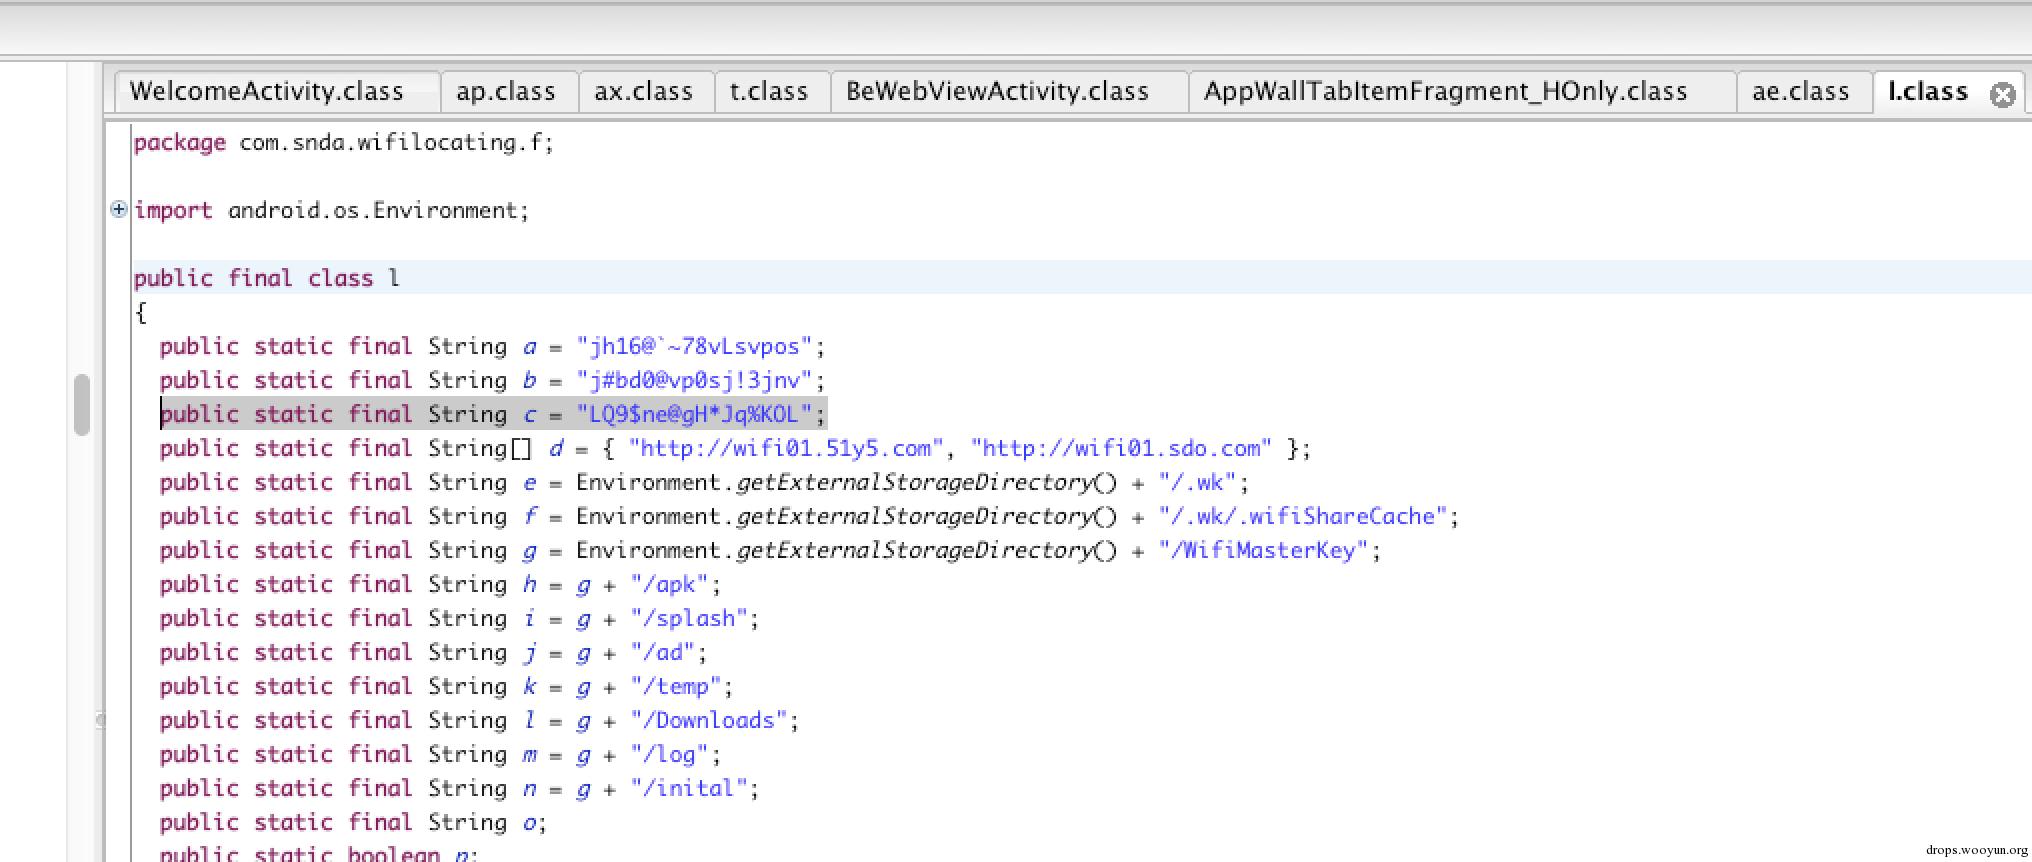 WelcomeActivity.class ap.class ax.class t.class BeWebViewActivity.class AppWallTabItemFragment_HOnly.class ae.class l.class
package com.snda.wifilocating.f;
import android.os.Environment;
public final class l
{
public static final String a = "jh16@`~78vLsvpos";
public static final String b = "j#bd0@vp0sj!3jnv";
public static final String c = "LQ9$ne@gH*Jq%KOL";
public static final String[] d = { "http://wifi01.51y5.com", "http://wifi01.sdo.com" };
public static final String e = Environment.getExternalStorageDirectory() + "/.wk";
public static final String f = Environment.getExternalStorageDirectory() + "/.wk/.wifiShareCache";
public static final String g = Environment.getExternalStorageDirectory() + "/WifiMasterKey";
public static final String h = g + "/apk";
public static final String i = g + "/splash";
public static final String j = g + "/ad";
public static final String k = g + "/temp";
public static final String l = g + "/Downloads";
public static final String m = g + "/log";
public static final String n = g + "/inital";
public static final String o;
public static boolean p;
drops.wooyun.org